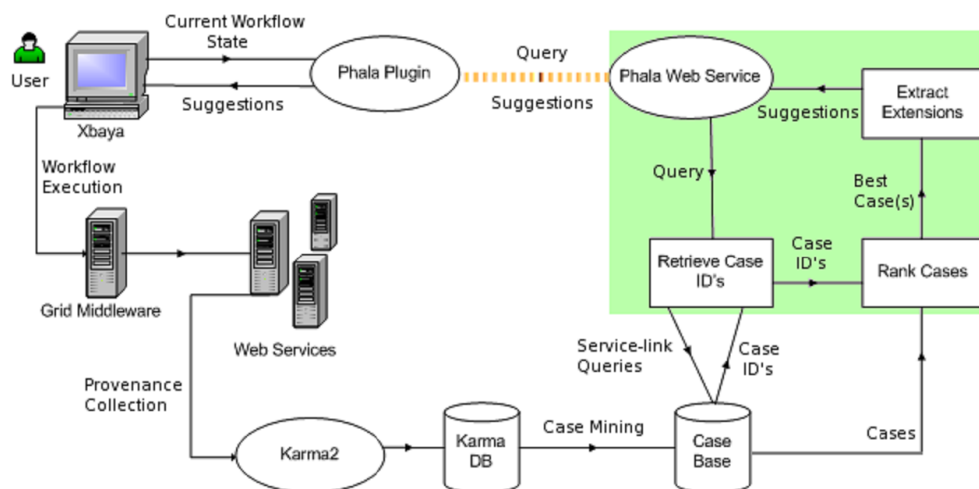 Current Workflow
State
User
Phala Plugin
Query
Suggestions
Phala Web Service
Extract
Extensions
Suggestions
Suggestions
Xbaya
Workflow
Execution
Query
Best
Case(s)
Retrieve Case
ID's
Case
ID's
Rank Cases
Grid Middleware
Web Services
Service-link
Queries
Case
ID's
Provenance
Collection
Karma2
Karma
DB
Case Mining
Case
Base
Cases